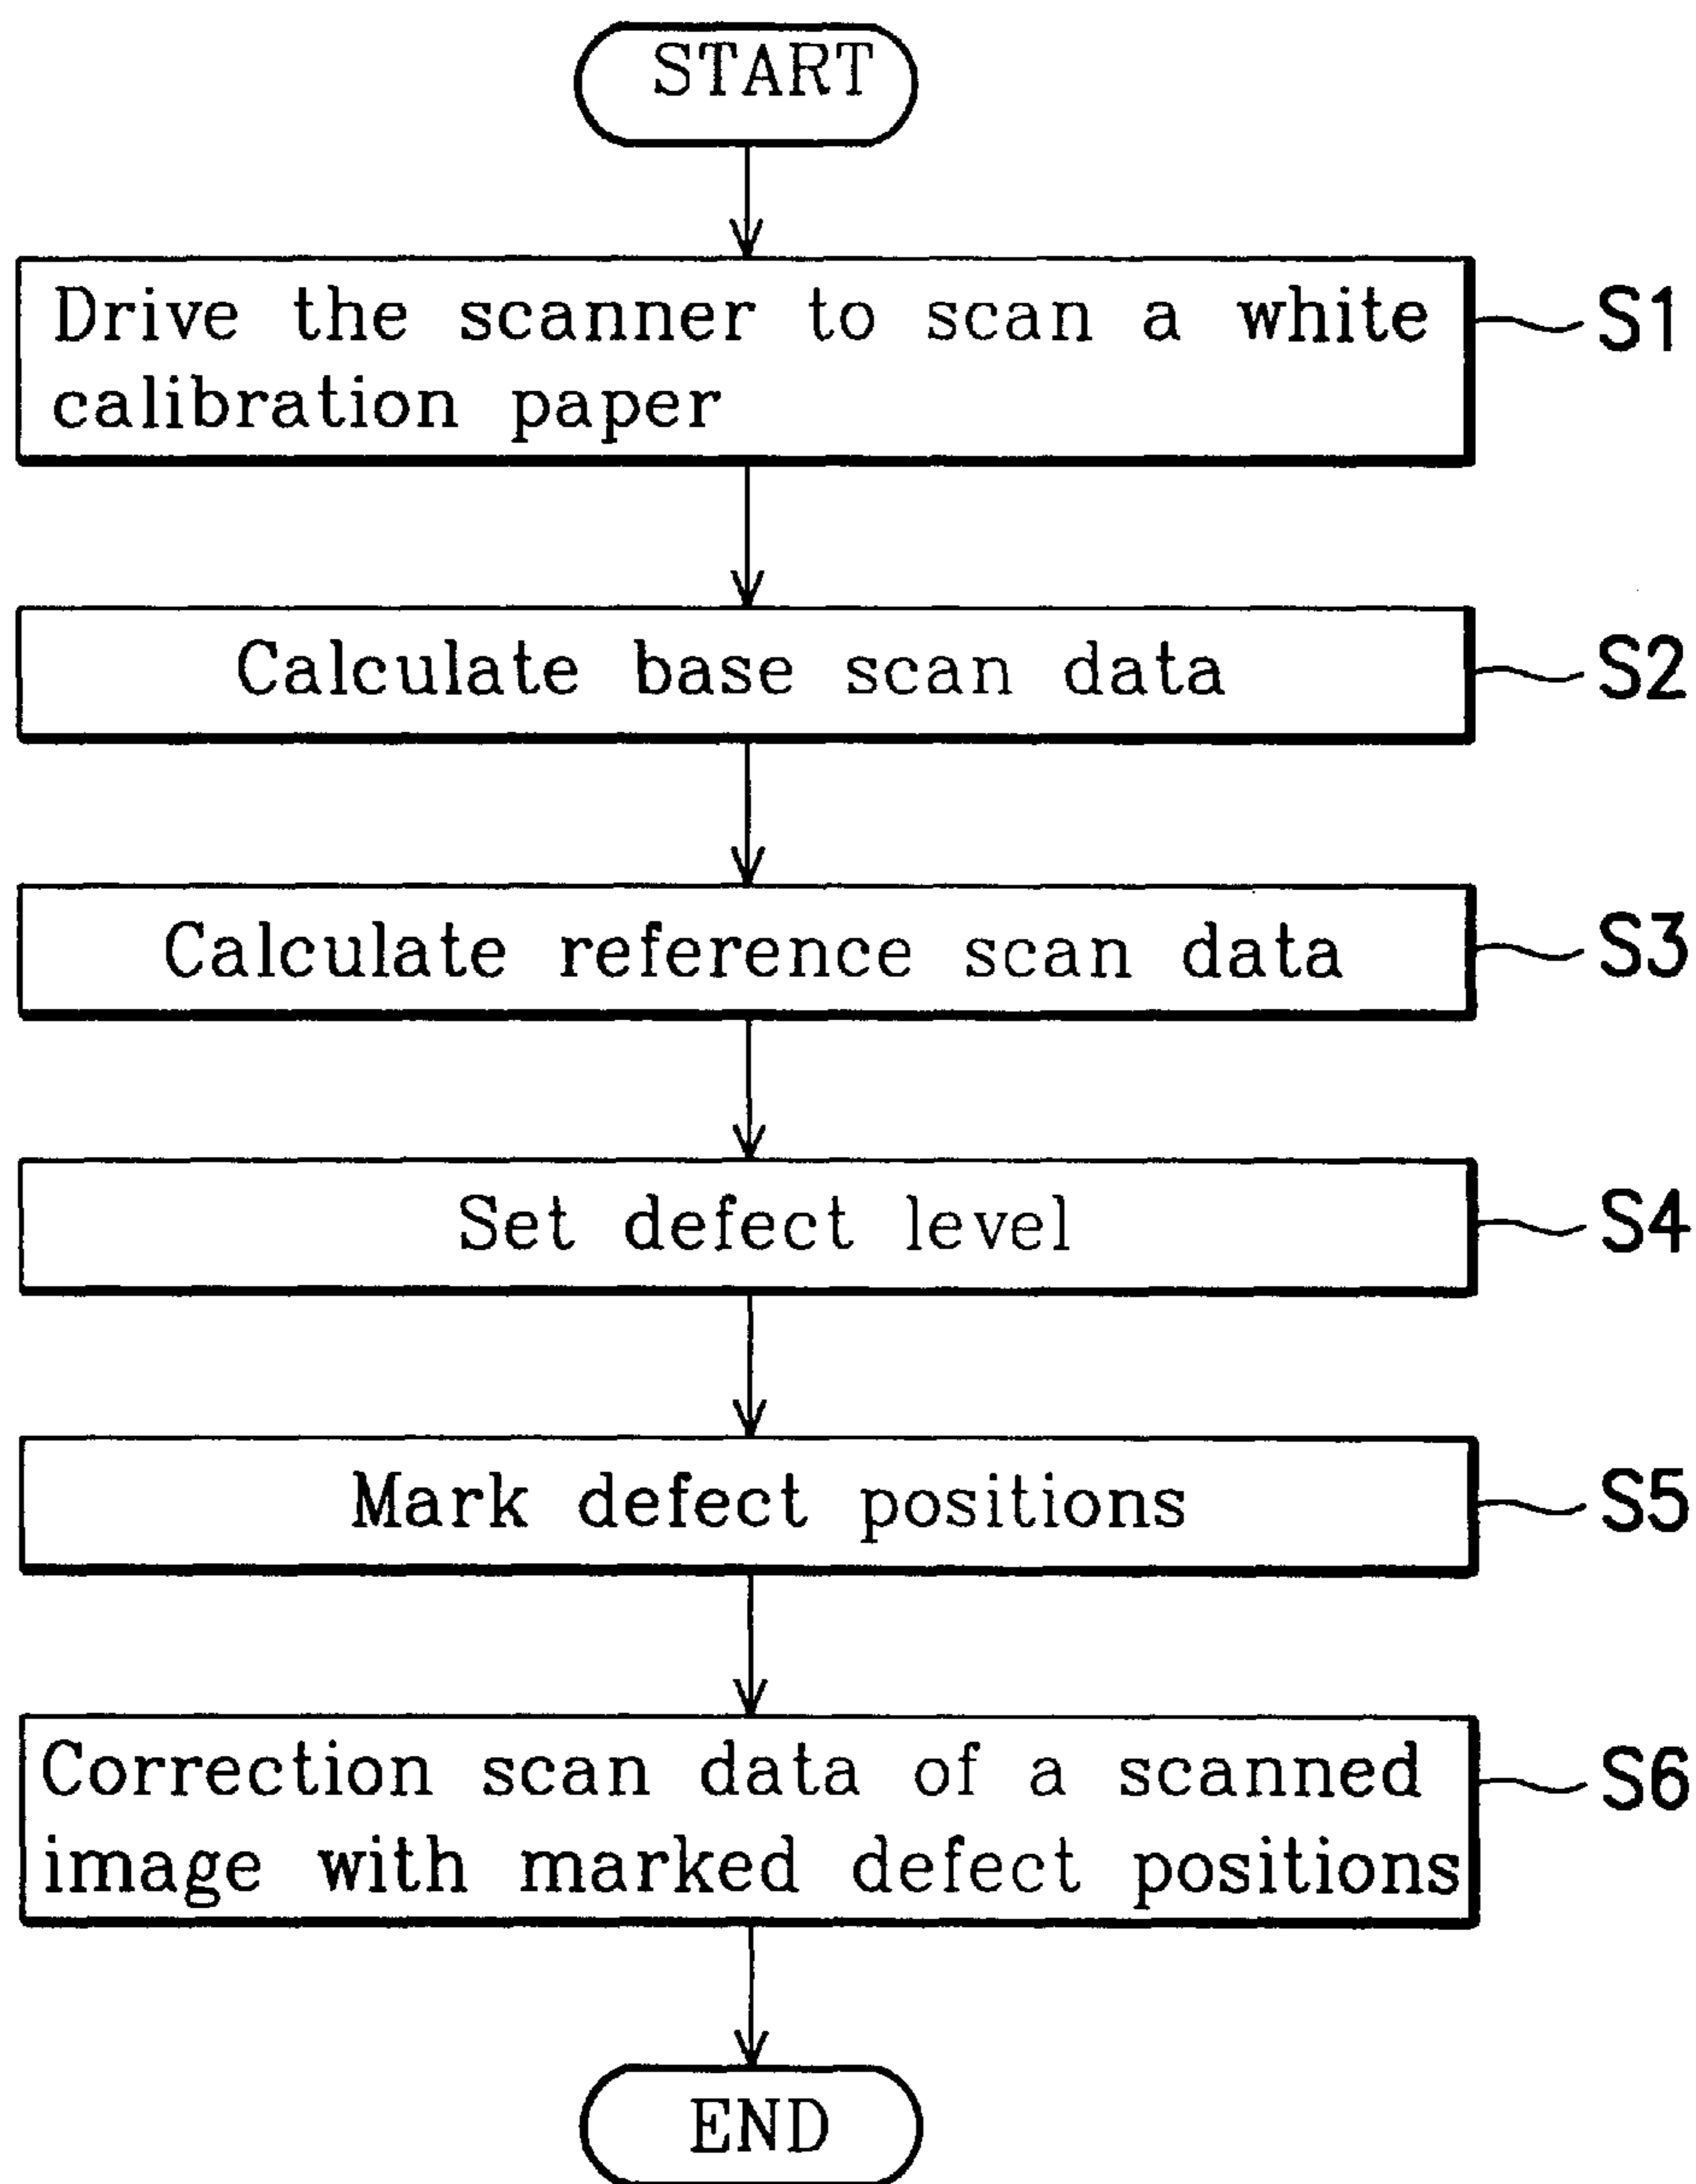 START
Drive the scanner to scan a white
calibration paper
S1
Calculate base scan data
S2
Calculate reference scan data
S3
Set defect level
S4
Mark defect positions
S5
Correction scan data of a scanned
image with marked defect positions
S6
END